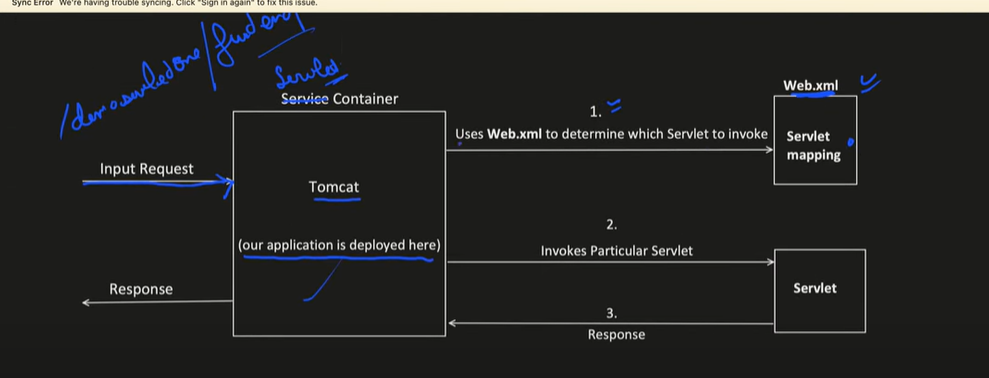 Sync Error We're having trouble syncing. Click "Sign in again" to fix this issue.
/demoservletone/
Servlet
Service Container
Web.xml
1.
Uses Web.xml to determine which Servlet to invoke
Servlet
mapping
Input Request
Tomcat
2.
(our application is deployed here)
Invokes Particular Servlet
Response
Servlet
3.
Response